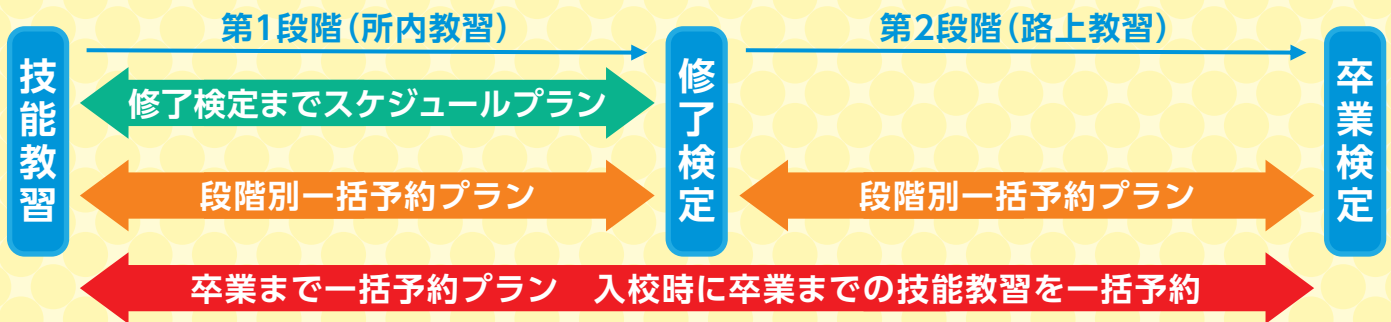 第1段階（所内教習）
第2段階（路上教習）
技能教習
修了検定までスケジュールプラン
修了検定
卒業検定
段階別一括予約プラン
段階別一括予約プラン
卒業まで一括予約プラン　入校時に卒業までの技能教習を一括予約